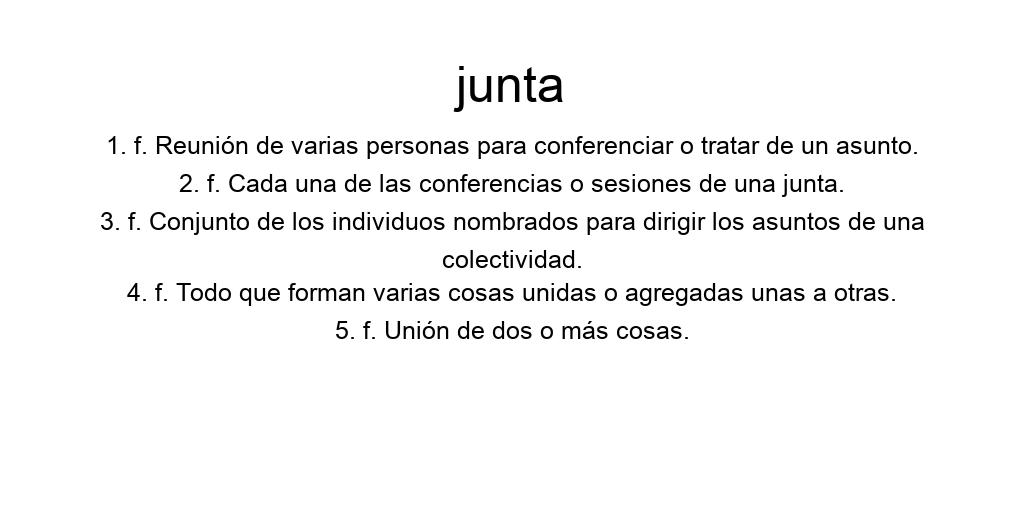 junta
1. f. Reunión de varias personas para conferenciar o tratar de un asunto.
2. f. Cada una de las conferencias o sesiones de una junta.
3. f. Conjunto de los individuos nombrados para dirigir los asuntos de una
colectividad.
4. f. Todo que forman varias cosas unidas o agregadas unas a otras.
5. f. Unión de dos o más cosas.